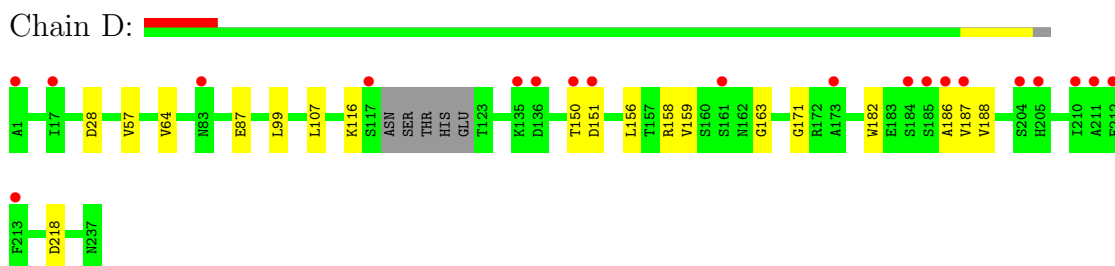 Chain D:
A1 I17 D28 V57 V64 N83 E87 L99 L107 K116 S117 ASN SER THR HIS GLU T123 K135 D136 T150 D151 L156 T157 R158 V159 S160 S161 N162 G163 G171 R172 A173 W182 E183 S184 S185 A186 V187 V188 S204 H205 I210 A211
F213 D218 N237